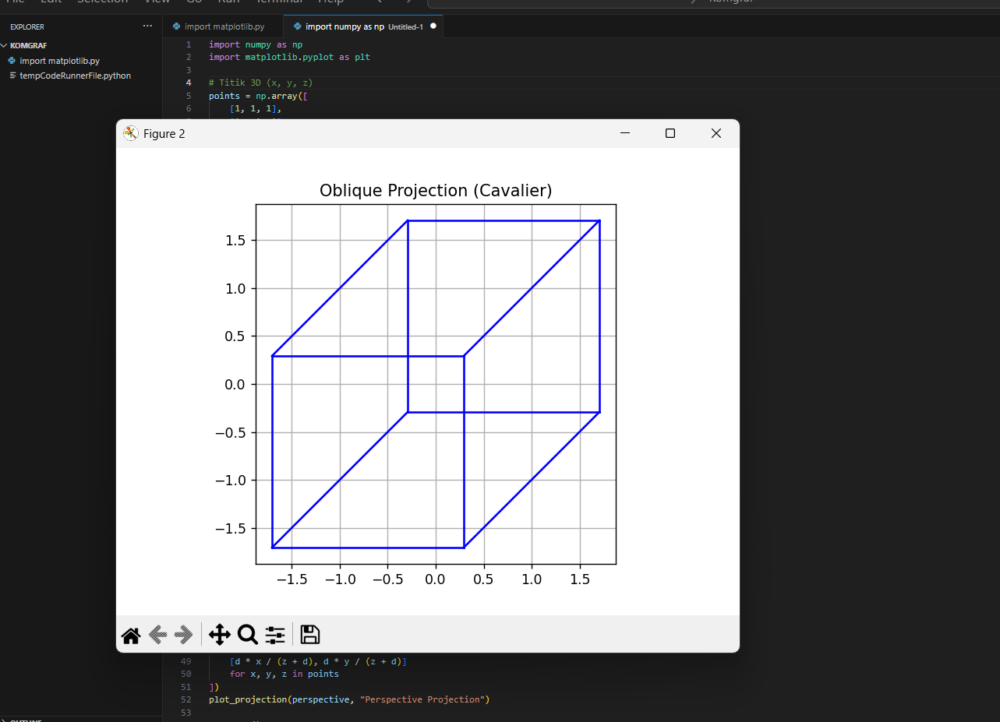 File Edit Selection View Go Run Terminal Help
Komgraf
EXPLORER
import matplotlib.py
import numpy as np Untitled-1
KOMGRAF
import matplotlib.py
tempCodeRunnerFile.python
1 import numpy as np
2 import matplotlib.pyplot as plt
3
4 # Titik 3D (x, y, z)
5 points = np.array([
6 [1, 1, 1],
Figure 2
Oblique Projection (Cavalier)
1.5
1.0
0.5
0.0
−0.5
−1.0
−1.5
−1.5 −1.0 −0.5 0.0 0.5 1.0 1.5
49 [d * x / (z + d), d * y / (z + d)]
50 for x, y, z in points
51 ])
52 plot_projection(perspective, "Perspective Projection")
53
OUTLINE